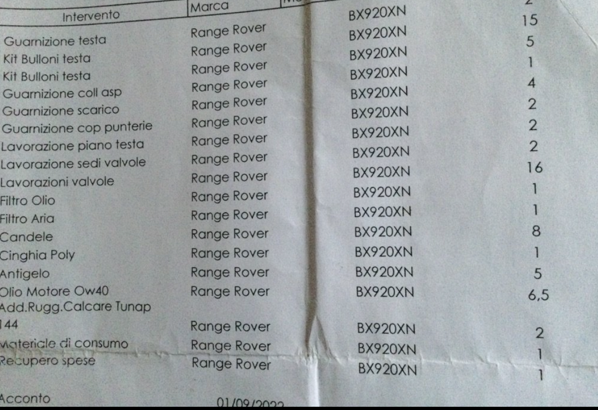 Intervento Marca
Guarnizione testa Range Rover BX920XN 2
Kit Bulloni testa Range Rover BX920XN 15
Kit Bulloni testa Range Rover BX920XN 5
Guarnizione coll asp Range Rover BX920XN 1
Guarnizione scarico Range Rover BX920XN 4
Guarnizione cop punterie Range Rover BX920XN 2
Lavorazione piano testa Range Rover BX920XN 2
Lavorazione sedi valvole Range Rover BX920XN 2
Lavorazioni valvole Range Rover BX920XN 16
Filtro Olio Range Rover BX920XN 1
Filtro Aria Range Rover BX920XN 1
Candele Range Rover BX920XN 8
Cinghia Poly Range Rover BX920XN 1
Antigelo Range Rover BX920XN 5
Olio Motore Ow40 Range Rover BX920XN 6,5
Add.Rugg.Calcare Tunap
144 Range Rover BX920XN 2
Materiale di consumo Range Rover BX920XN 1
Recupero spese Range Rover BX920XN 1
Acconto 01/09/2022